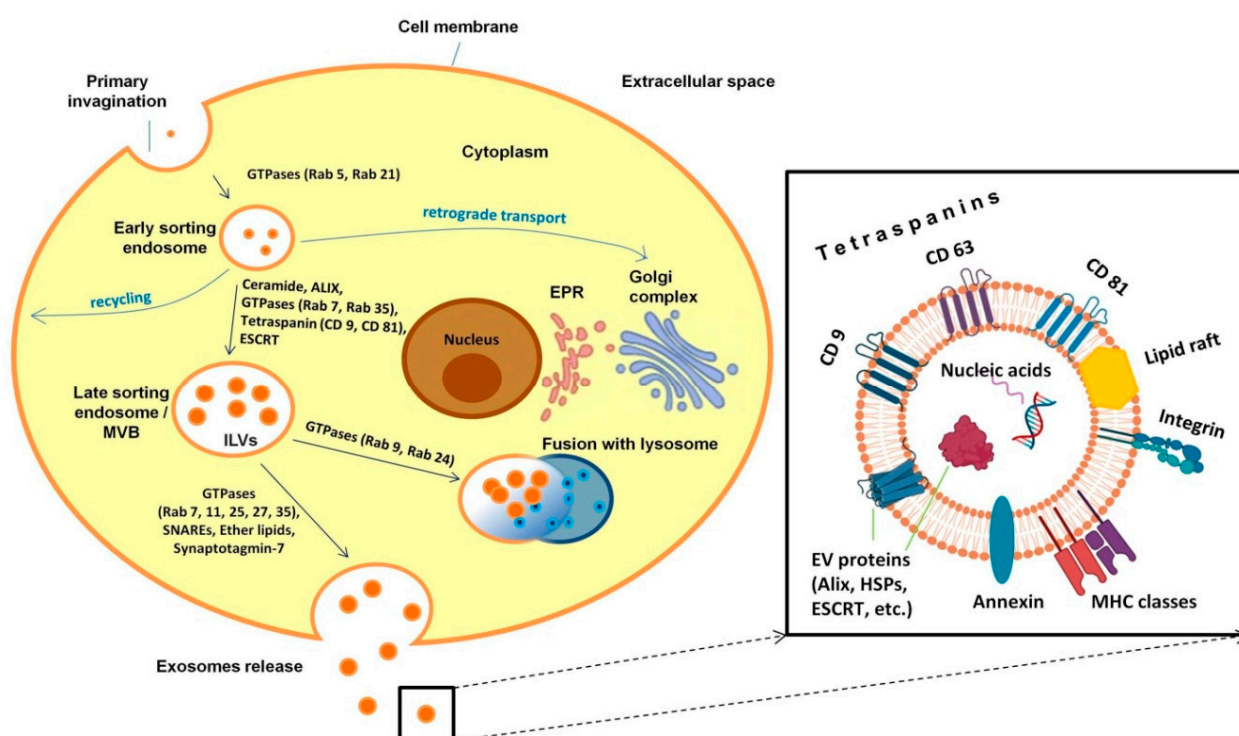 Cell membrane
Primary
invagination
Extracellular space
Cytoplasm
GTPases (Rab 5, Rab 21)
Early sorting
endosome
retrograde transport
recycling
Ceramide, ALIX,
GTPases (Rab 7, Rab 35),
Tetraspanin (CD 9, CD 81),
ESCRT
Nucleus
EPR
Golgi
complex
Late sorting
endosome /
MVB
ILVs
GTPases (Rab 9, Rab 24)
Fusion with lysosome
GTPases
(Rab 7, 11, 25, 27, 35),
SNAREs, Ether lipids,
Synaptotagmin-7
Exosomes release
Tetraspanins
CD 9
CD 63
CD 81
Lipid raft
Nucleic acids
Integrin
EV proteins
(Alix, HSPs,
ESCRT, etc.)
Annexin
MHC classes